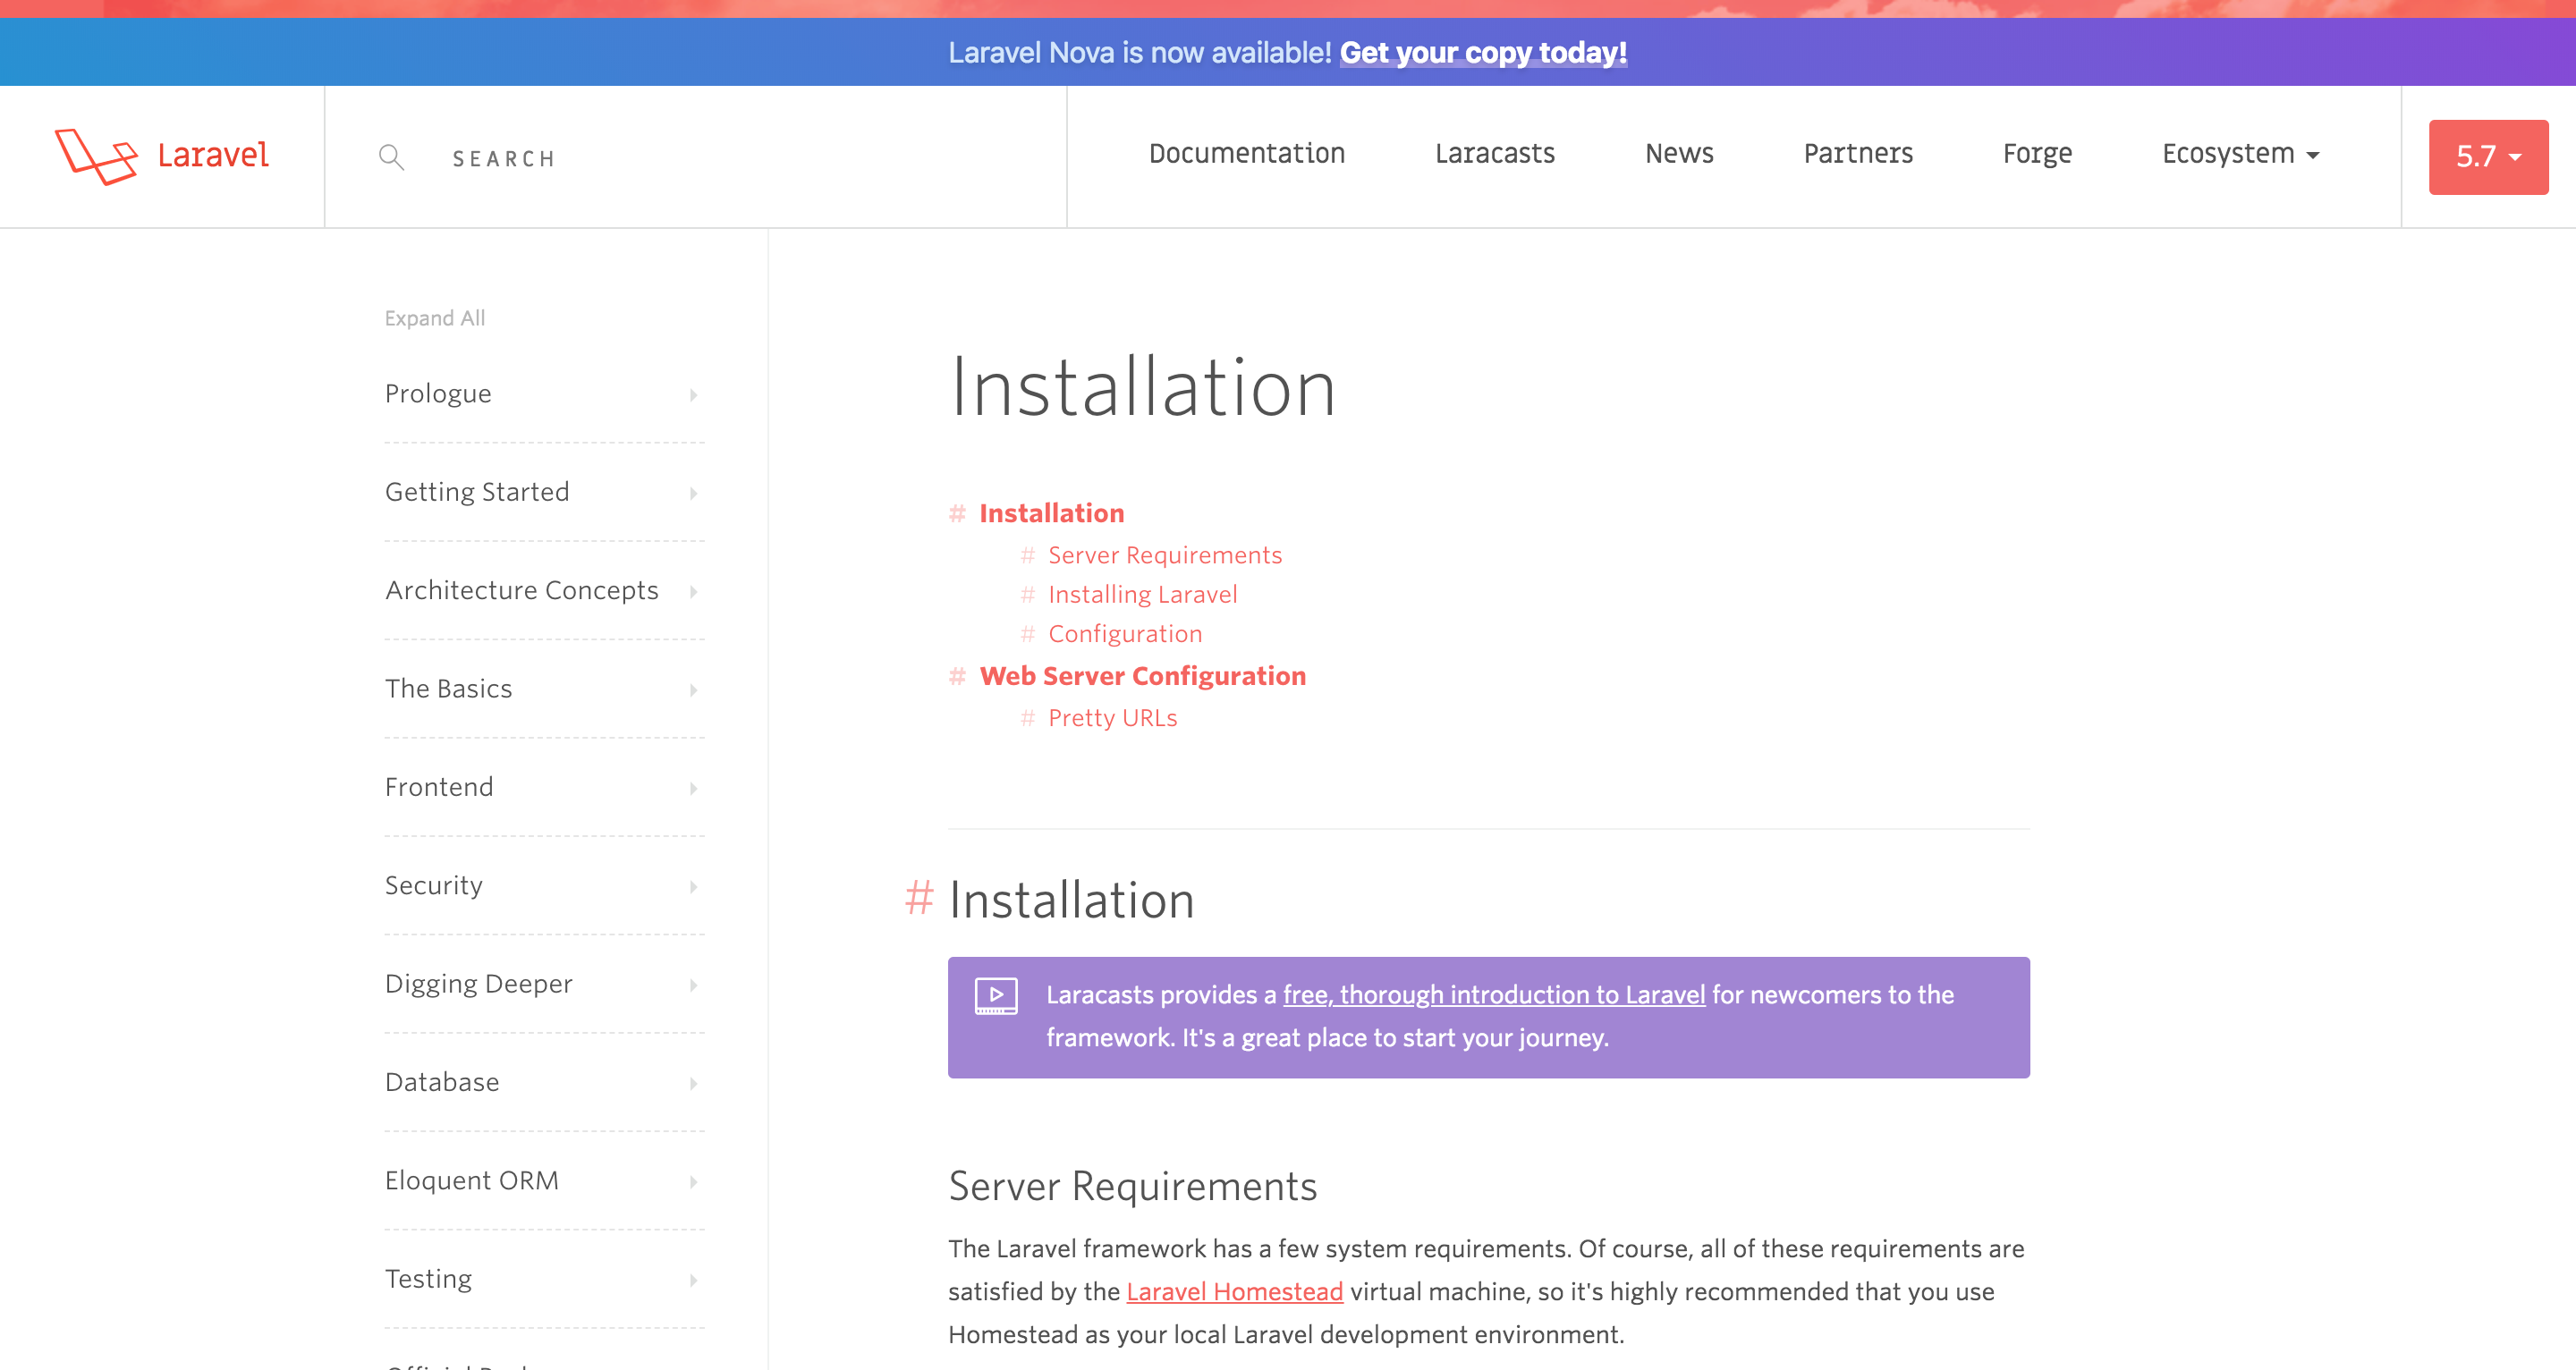 Laravel Nova is now available! Get your copy today!
Laravel
SEARCH
Documentation
Laracasts
News
Partners
Forge
Ecosystem
5.7
Expand All
Prologue
Getting Started
Architecture Concepts
The Basics
Frontend
Security
Digging Deeper
Database
Eloquent ORM
Testing
Installation
# Installation
# Server Requirements
# Installing Laravel
# Configuration
# Web Server Configuration
# Pretty URLs
# Installation
Laracasts provides a free, thorough introduction to Laravel for newcomers to the
framework. It's a great place to start your journey.
Server Requirements
The Laravel framework has a few system requirements. Of course, all of these requirements are
satisfied by the Laravel Homestead virtual machine, so it's highly recommended that you use
Homestead as your local Laravel development environment.